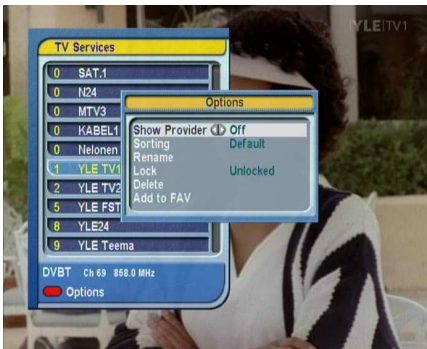 YLE TV1
TV Services
0 SAT.1
0 N24
0 MTV3
0 KABEL1
0 Nelonen
1 YLE TV1
2 YLE TV2
5 YLE FST
8 YLE24
9 YLE Teema
DVBT Ch 69 858.0 MHz
Options
Options
Show Provider Off
Sorting Default
Rename
Lock Unlocked
Delete
Add to FAV